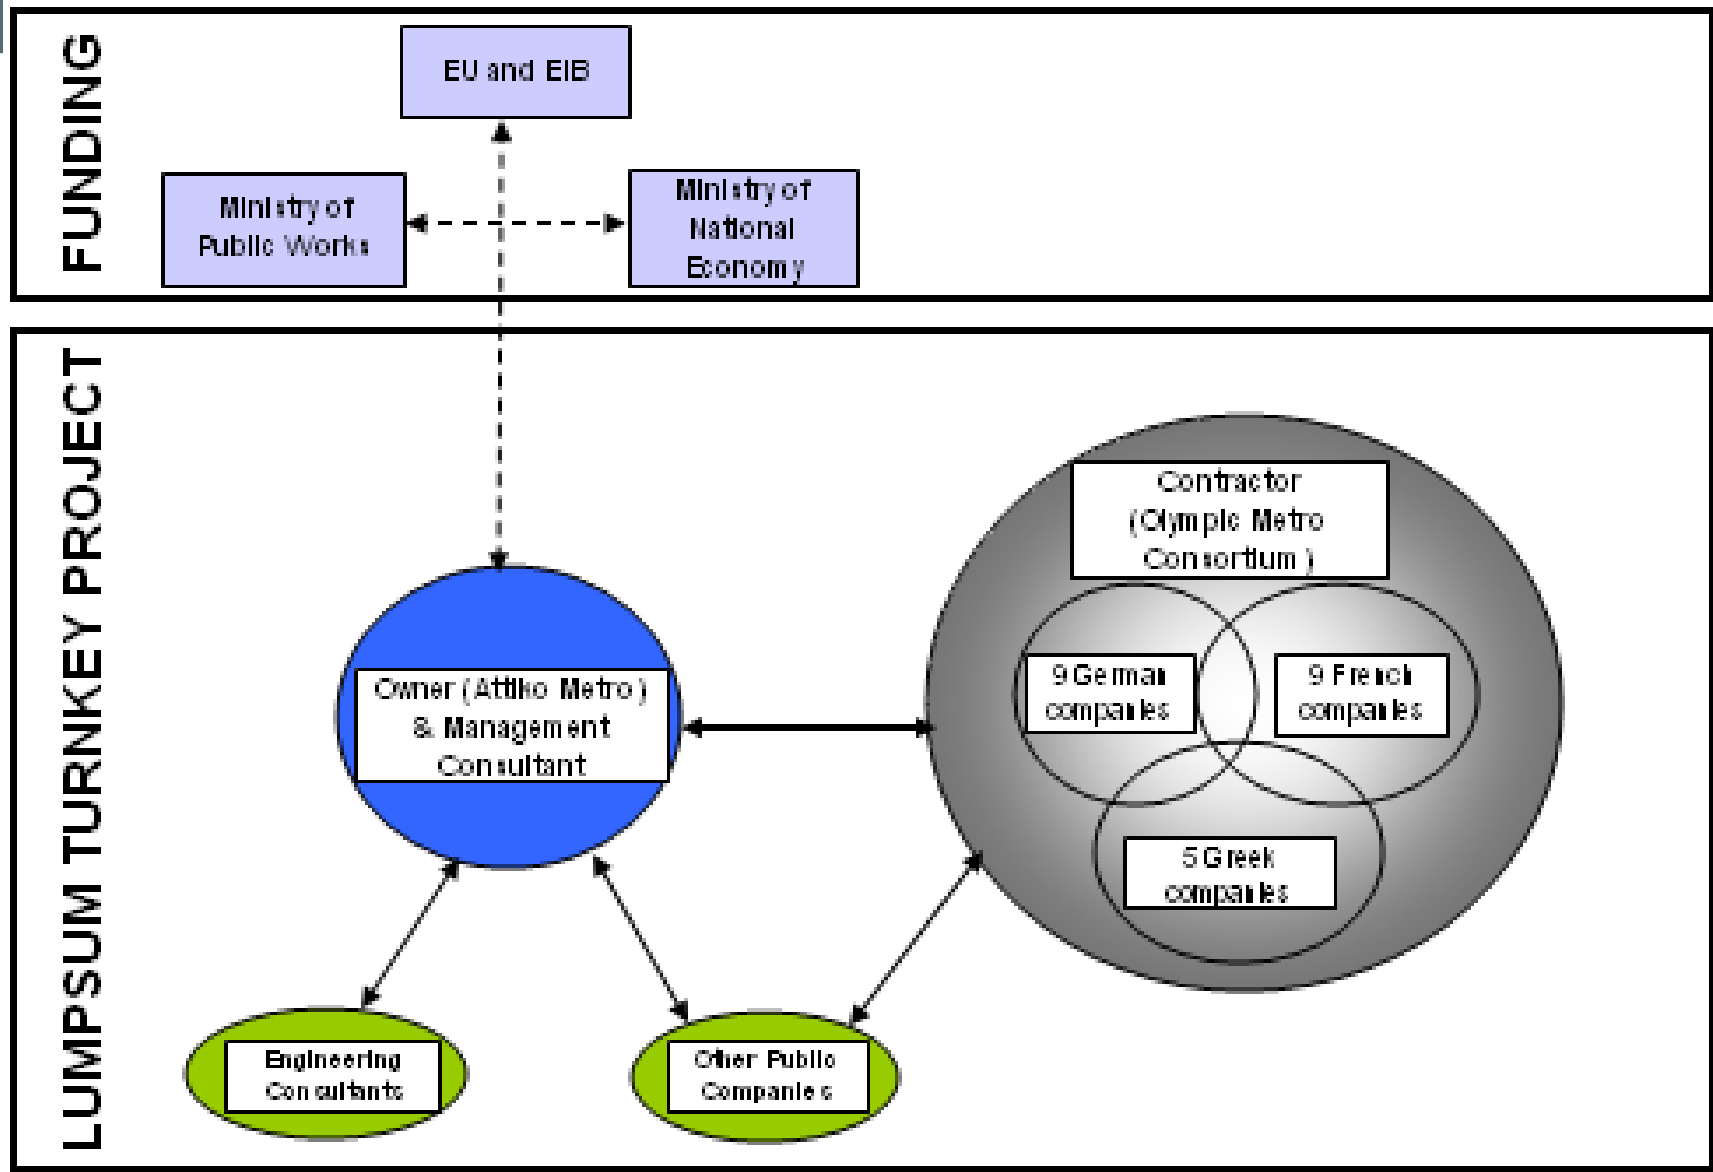 FUNDING
EU and EIB
Ministry of
Public Works
Ministry of
National
Economy
LUMPSUM TURNKEY PROJECT
Contractor
(Olympic Metro
Consortium)
9 German
companies
9 French
companies
5 Greek
companies
Owner (Attiko Metro)
& Management
Consultant
Engineering
Consultants
Other Public
Companies